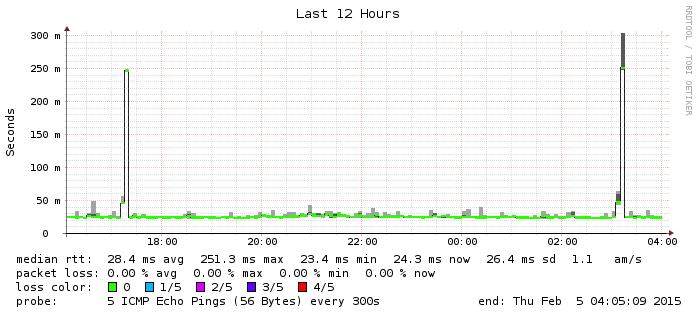 Last 12 Hours
RRDTOOL / TOBI OETIKER
Seconds
300 m
250 m
200 m
150 m
100 m
50 m
0
18:00 20:00 22:00 00:00 02:00 04:00
median rtt: 28.4 ms avg 251.3 ms max 23.4 ms min 24.3 ms now 26.4 ms sd 1.1 am/s
packet loss: 0.00 % avg 0.00 % max 0.00 % min 0.00 % now
loss color: 0 1/5 2/5 3/5 4/5
probe: 5 ICMP Echo Pings (56 Bytes) every 300s end: Thu Feb 5 04:05:09 2015